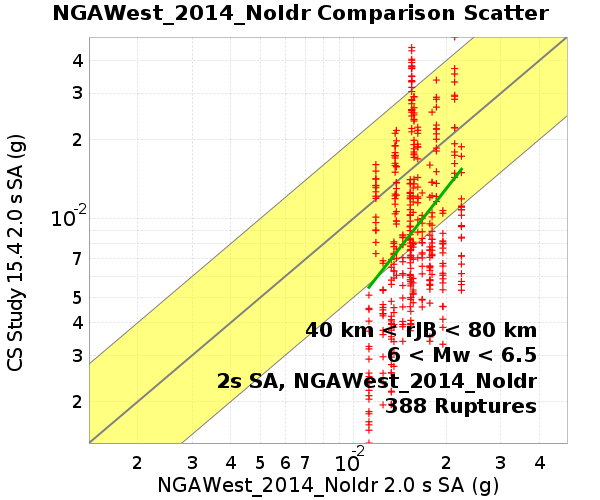 NGAWest_2014_NoIdr Comparison Scatter
CS Study 15.4 2.0 s SA (g)
4
3
2
10-2
7
5
4
3
2
40 km < rJB < 80 km
6 < Mw < 6.5
2s SA, NGAWest_2014_NoIdr
388 Ruptures
2 3 4 5 6 7 10-2 2 3 4
NGAWest_2014_NoIdr 2.0 s SA (g)